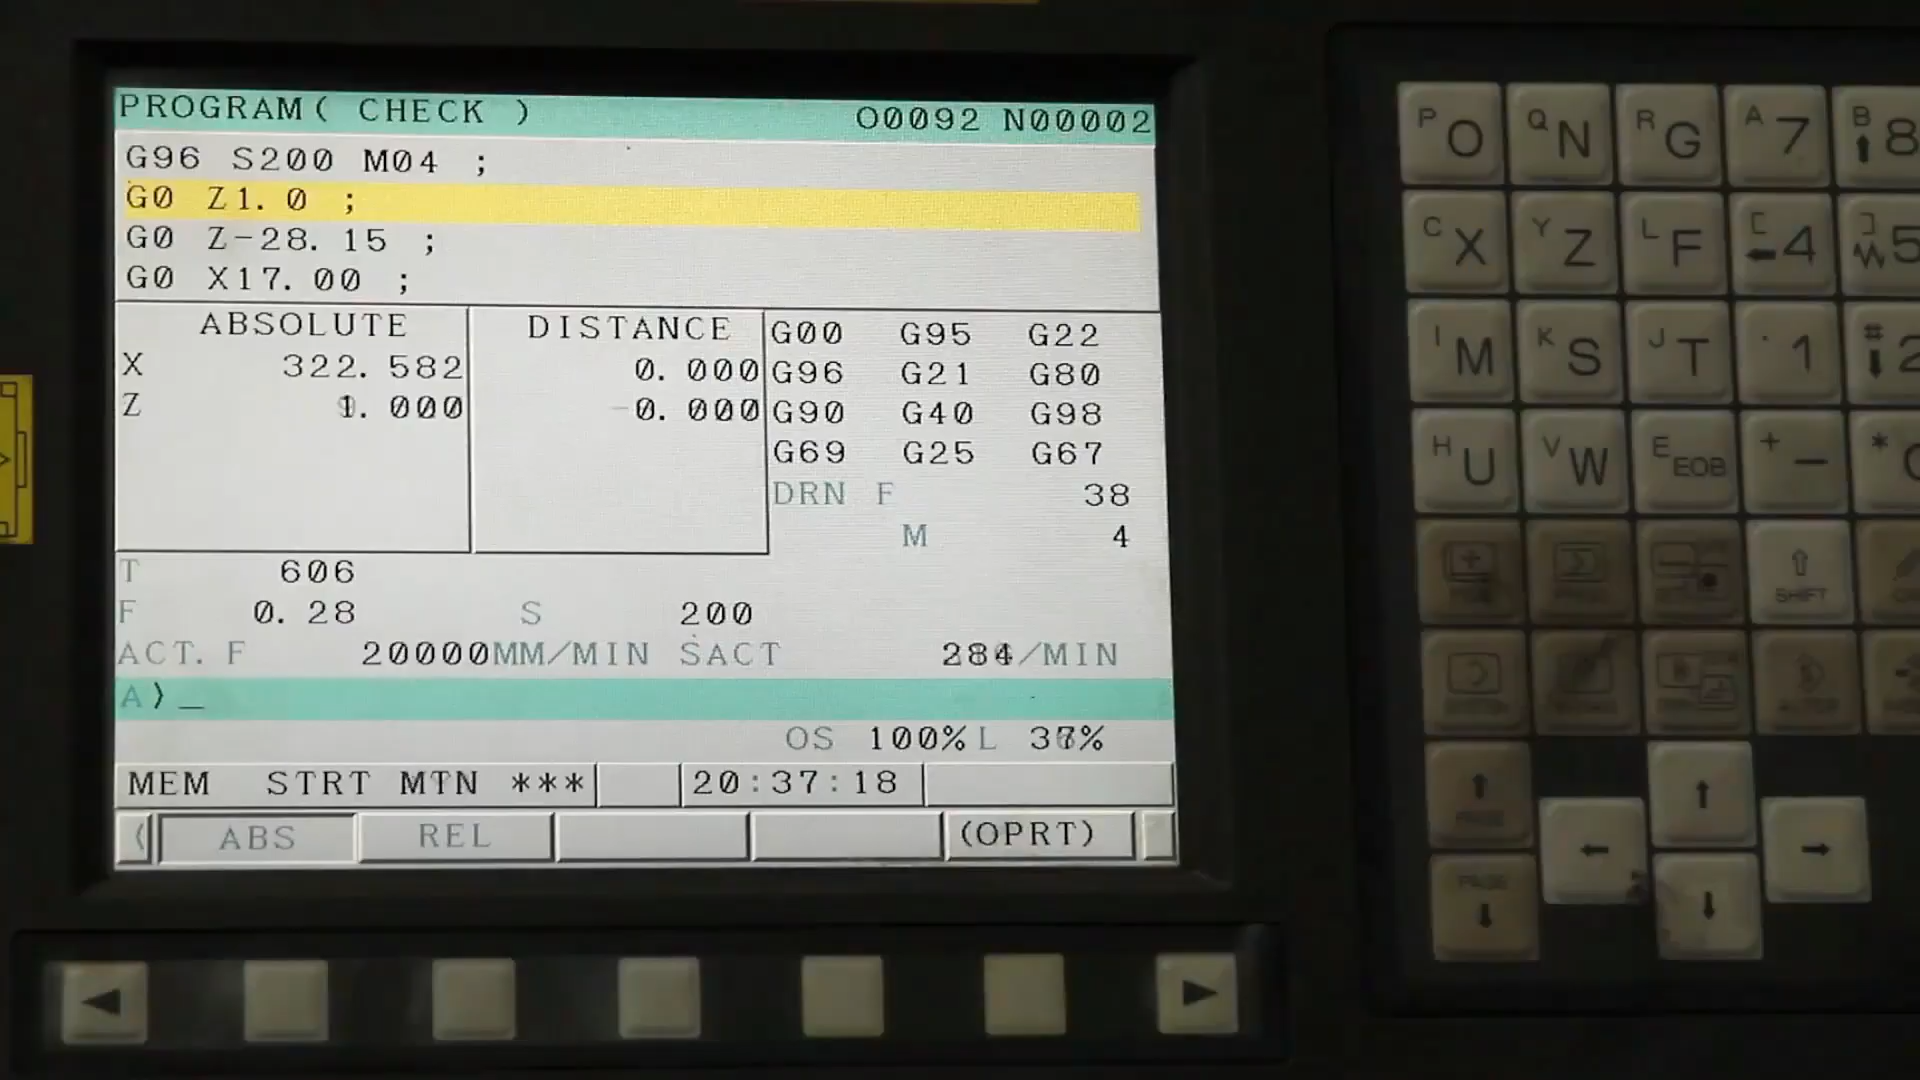 PROGRAM( CHECK ) O0092 N00002
G96 S200 M04 ;
G0 Z1.0 ;
G0 Z-28.15 ;
G0 X17.00 ;
ABSOLUTE DISTANCE
X 322.582 0.000
Z 1.000 -0.000
G00 G95 G22
G96 G21 G80
G90 G40 G98
G69 G25 G67
DRN F 38
M 4
T 606
F 0.28 S 200
ACT.F 20000MM/MIN SACT 284/MIN
A)_
OS 100% L %
MEM STRT MTN *** 20:37:18
( ABS REL (OPRT)
P O Q N R G A 7 B ↑ 8
C X Y Z L F [ ← 4 ] 5
I M K S J T . 1 # ↓ 2
H U V W E EOB + - *
SHIFT
ALTER
↑ PAGE ↑
← →
PAGE ↓ ↓
◀ ▶